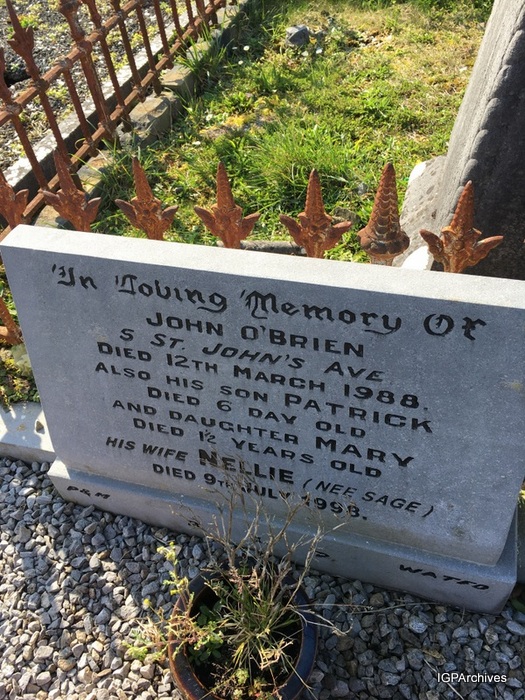 In Loving Memory Of
JOHN O'BRIEN
5 ST. JOHN'S AVE
DIED 12TH MARCH 1988.
ALSO HIS SON PATRICK
DIED 6 DAY OLD
AND DAUGHTER MARY
DIED 1½ YEARS OLD
HIS WIFE NELLIE (NEE SAGE)
DIED 9TH JULY 1998.
P&M
IGPArchives